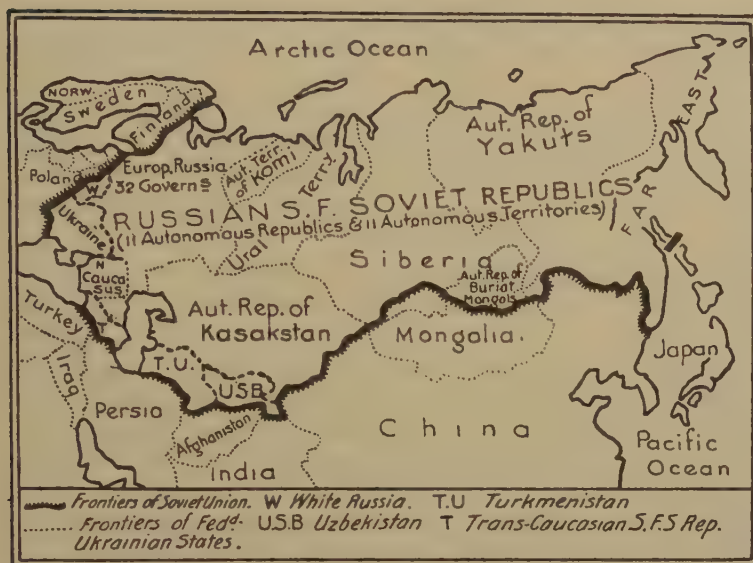 Arctic Ocean
NORW.
Sweden
Finland
Aut. Rep. of
Yakuts
FAR EAST
Poland
W
Europ. Russia
32 Governs
Aut. Terr.
of KOMI
Ural Terry
RUSSIAN S.F. SOVIET REPUBLICS
(11 Autonomous Republics & 11 Autonomous Territories)
Ukraine
Siberia
N
Cauca
sus
T
Aut. Rep. of
Buriat
Mongols
Turkey
Aut. Rep. of
Kasakstan
Mongolia.
Iraq
T.U.
U.S.B
Japan
Persia
Afghanistan
China
India
Pacific
Ocean
Frontiers of Soviet Union. W White Russia. T.U Turkmenistan
Frontiers of Fedd. U.S.B Uzbekistan T Trans-Caucasian S.F.S Rep.
Ukrainian States.